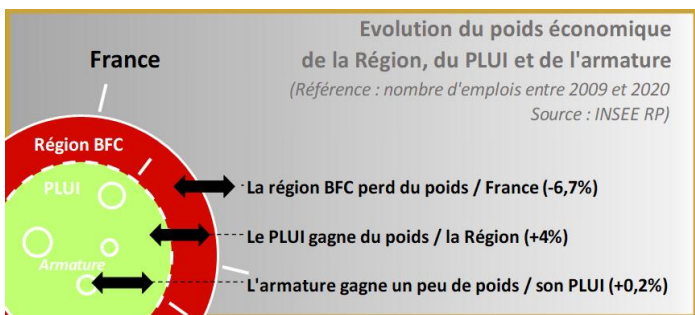 Evolution du poids économique
de la Région, du PLUI et de l'armature
(Référence : nombre d'emplois entre 2009 et 2020
Source : INSEE RP)
France
Région BFC
PLUI
Armature
La région BFC perd du poids / France (-6,7%)
Le PLUI gagne du poids / la Région (+4%)
L'armature gagne un peu de poids / son PLUI (+0,2%)